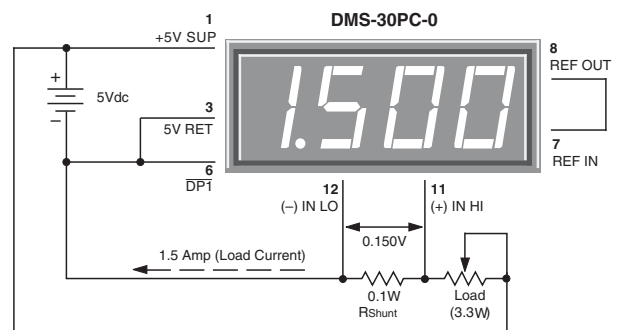 DMS-30PC-0
1
+5V SUP
8
REF OUT
+
5Vdc
–
1.500
3
5V RET
7
REF IN
6
DP1
12
(–) IN LO
11
(+) IN HI
0.150V
1.5 Amp (Load Current)
0.1W
RShunt
Load
(3.3W)